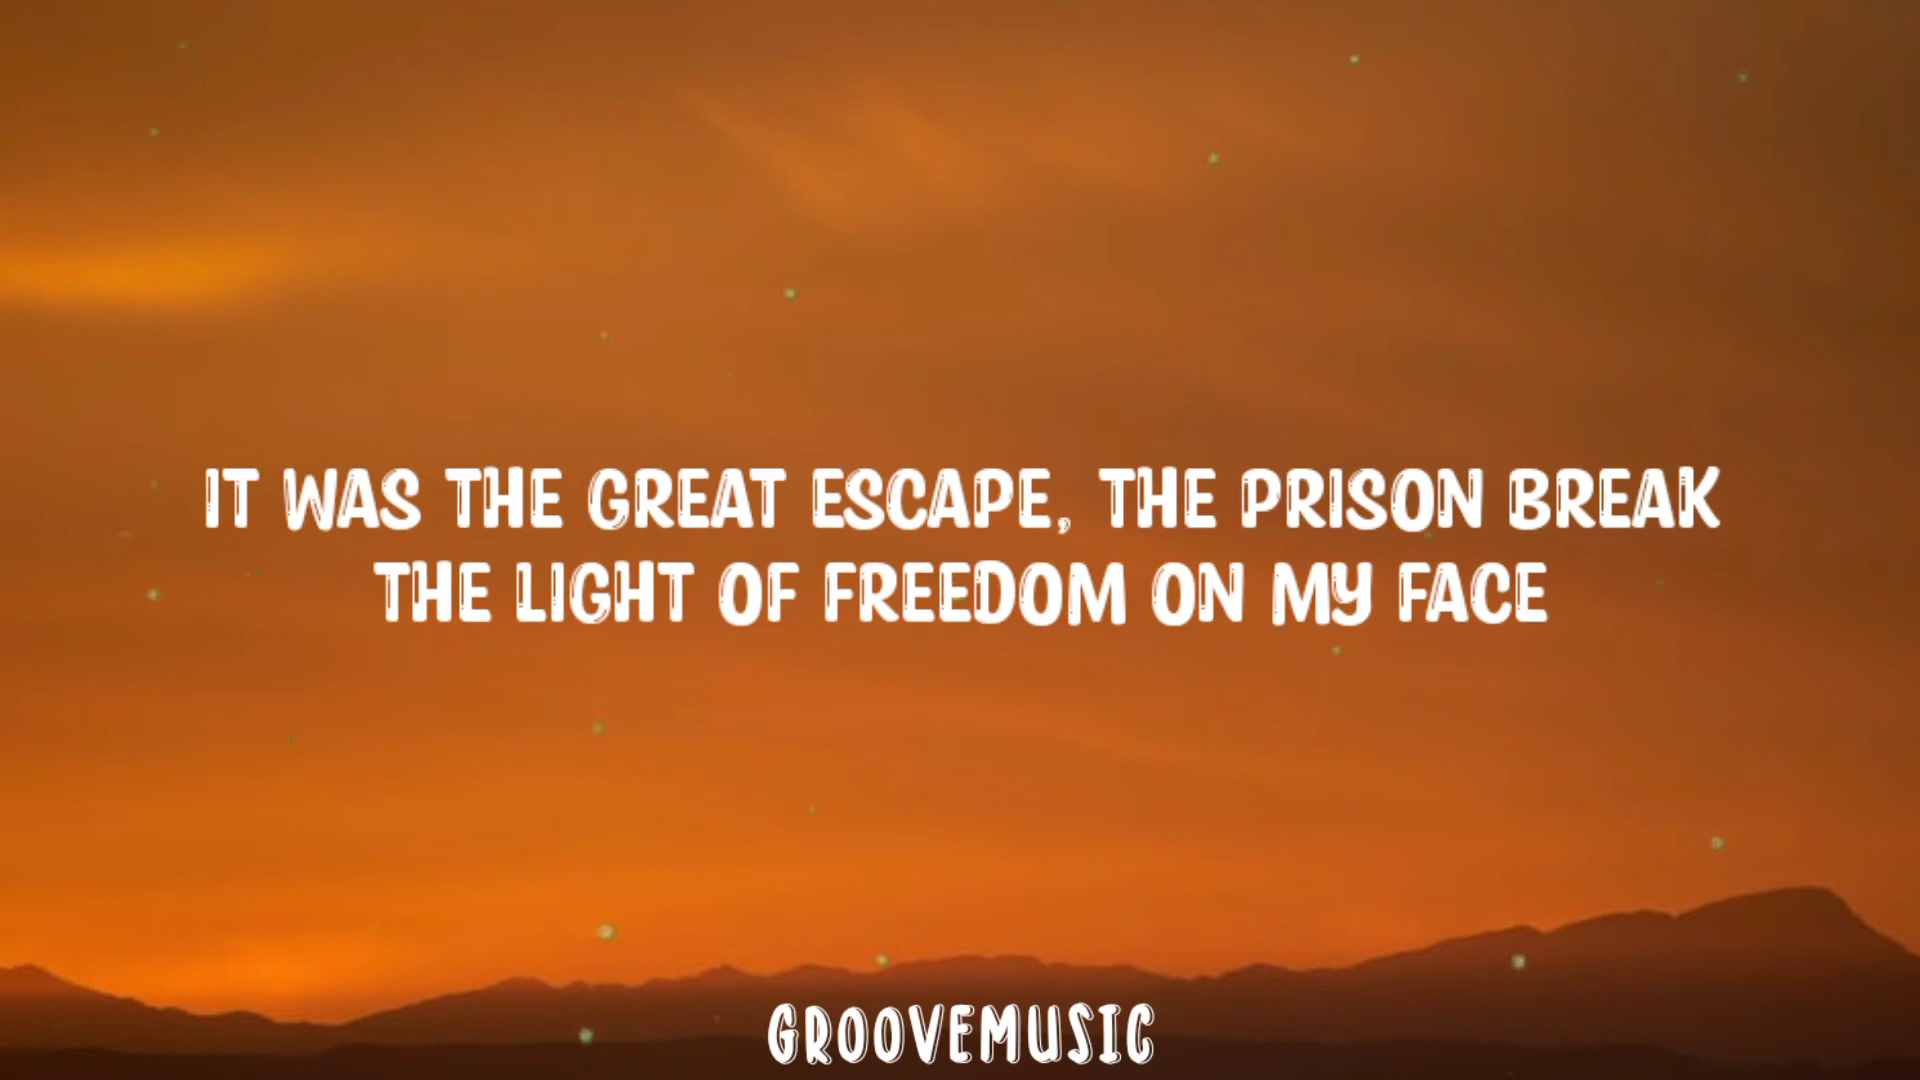 IT WAS THE GREAT ESCAPE, THE PRISON BREAK
THE LIGHT OF FREEDOM ON MY FACE
GROOVEMUSIC